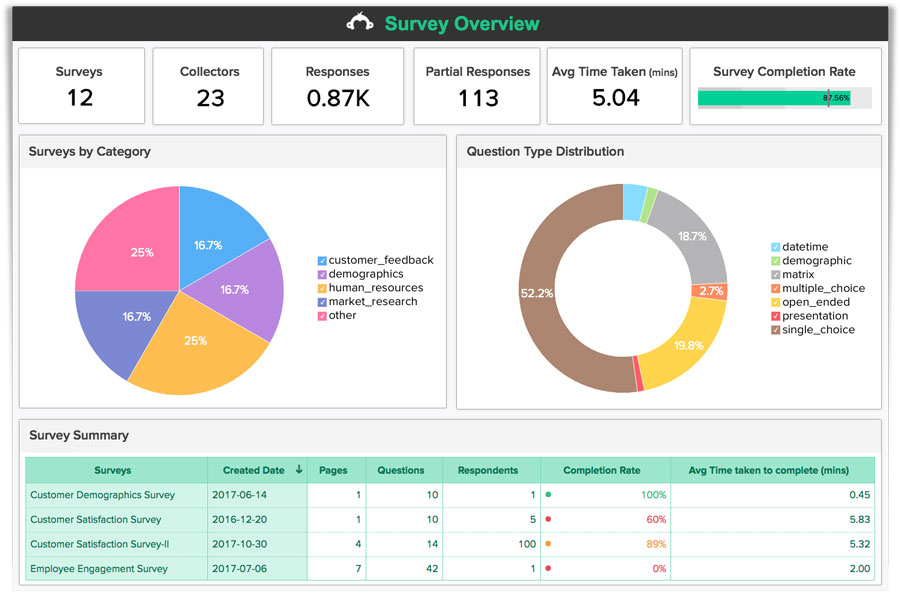 Survey Overview
Surveys
12
Collectors
23
Responses
0.87K
Partial Responses
113
Avg Time Taken (mins)
5.04
Survey Completion Rate
87.56%
Surveys by Category
16.7%
16.7%
25%
16.7%
25%
customer_feedback
demographics
human_resources
market_research
other
Question Type Distribution
18.7%
2.7%
19.8%
52.2%
datetime
demographic
matrix
multiple_choice
open_ended
presentation
single_choice
Survey Summary
Surveys Created Date ↓ Pages Questions Respondents Completion Rate Avg Time taken to complete (mins)
Customer Demographics Survey 2017-06-14 1 10 1 100% 0.45
Customer Satisfaction Survey 2016-12-20 1 10 5 60% 5.83
Customer Satisfaction Survey-II 2017-10-30 4 14 100 89% 5.32
Employee Engagement Survey 2017-07-06 7 42 1 0% 2.00